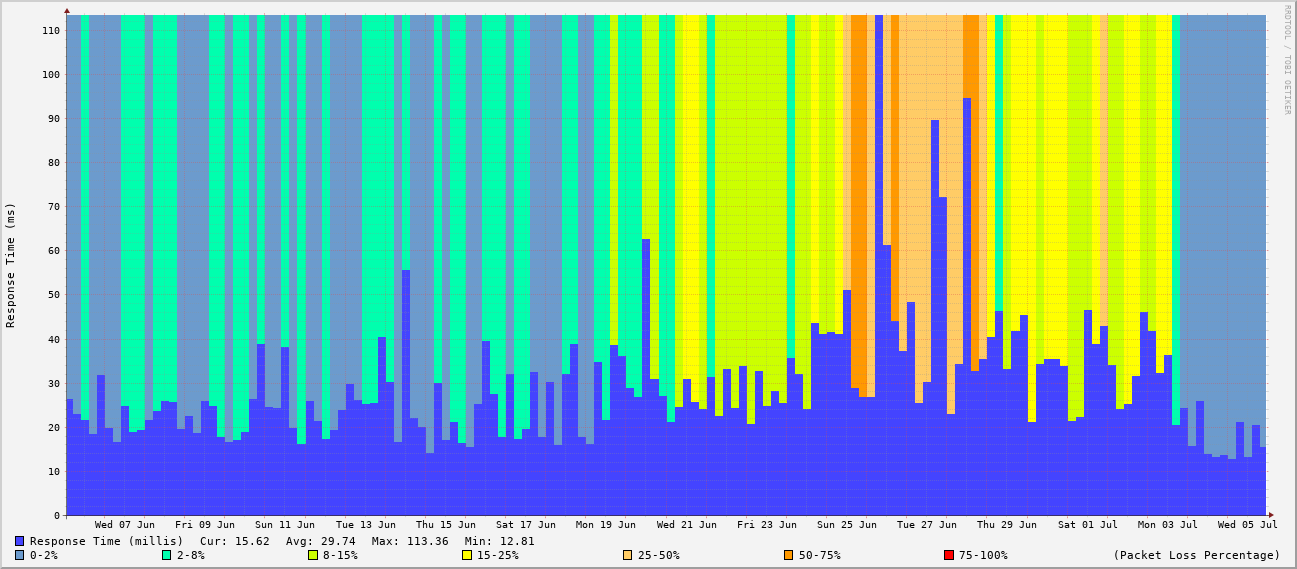 RRDTOOL / TOBI OETIKER
Response Time (ms)
110
100
90
80
70
60
50
40
30
20
10
0
Wed 07 Jun Fri 09 Jun Sun 11 Jun Tue 13 Jun Thu 15 Jun Sat 17 Jun Mon 19 Jun Wed 21 Jun Fri 23 Jun Sun 25 Jun Tue 27 Jun Thu 29 Jun Sat 01 Jul Mon 03 Jul Wed 05 Jul
Response Time (millis) Cur: 15.62 Avg: 29.74 Max: 113.36 Min: 12.81
0-2% 2-8% 8-15% 15-25% 25-50% 50-75% 75-100% (Packet Loss Percentage)